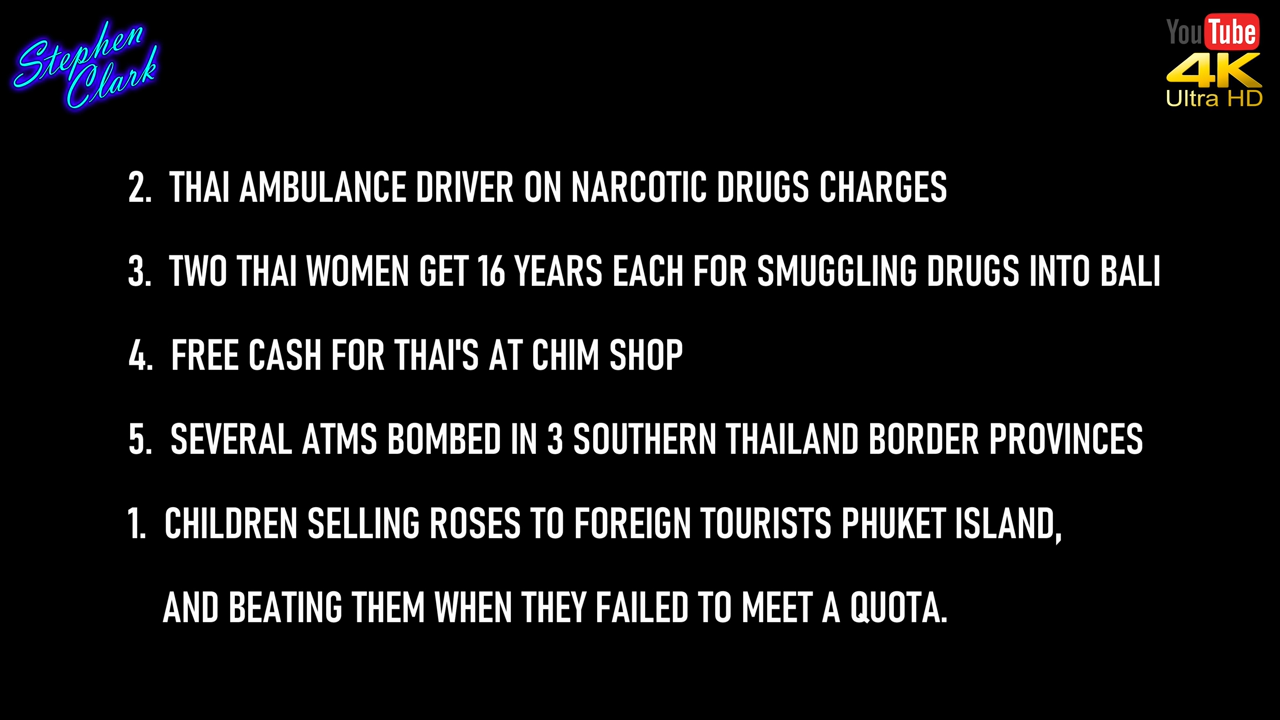 Stephen
Clark
YouTube
4K
Ultra HD
2. THAI AMBULANCE DRIVER ON NARCOTIC DRUGS CHARGES
3. TWO THAI WOMEN GET 16 YEARS EACH FOR SMUGGLING DRUGS INTO BALI
4. FREE CASH FOR THAI'S AT CHIM SHOP
5. SEVERAL ATMS BOMBED IN 3 SOUTHERN THAILAND BORDER PROVINCES
1. CHILDREN SELLING ROSES TO FOREIGN TOURISTS PHUKET ISLAND,
AND BEATING THEM WHEN THEY FAILED TO MEET A QUOTA.